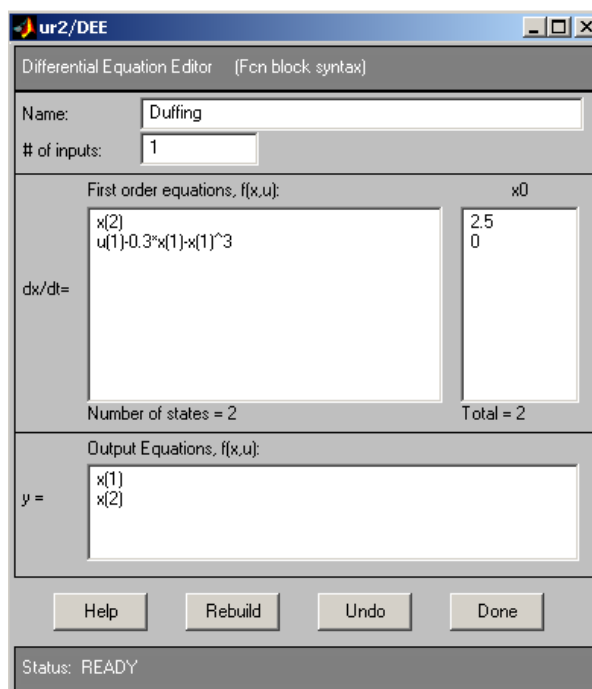 ur2/DEE
Differential Equation Editor (Fcn block syntax)
Name: Duffing
# of inputs: 1
First order equations, f(x,u): x0
x(2) 2.5
u(1)-0.3*x(1)-x(1)^3 0
dx/dt=
Number of states = 2 Total = 2
Output Equations, f(x,u):
x(1)
y =
x(2)
Help Rebuild Undo Done
Status: READY